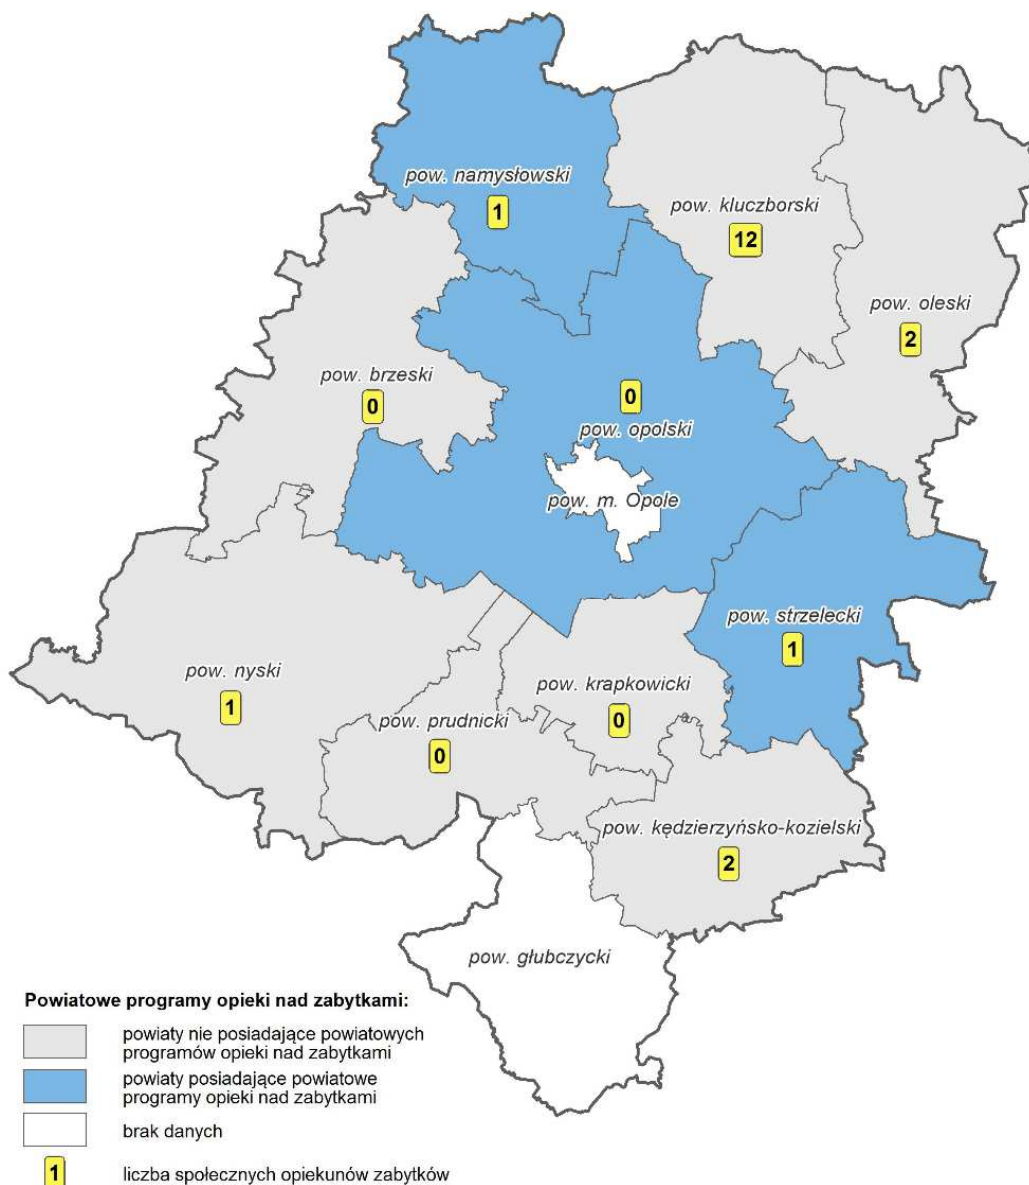 pow. namysłowski
1
pow. kluczborski
12
pow. oleski
2
pow. brzeski
0
0
pow. opolski
pow. m. Opole
pow. strzelecki
1
pow. nyski
1
pow. krapkowicki
0
pow. prudnicki
0
pow. kędzierzyńsko-kozielski
2
pow. głubczycki
Powiatowe programy opieki nad zabytkami:
powiaty nie posiadające powiatowych
programów opieki nad zabytkami
powiaty posiadające powiatowe
programy opieki nad zabytkami
brak danych
1 liczba społecznych opiekunów zabytków